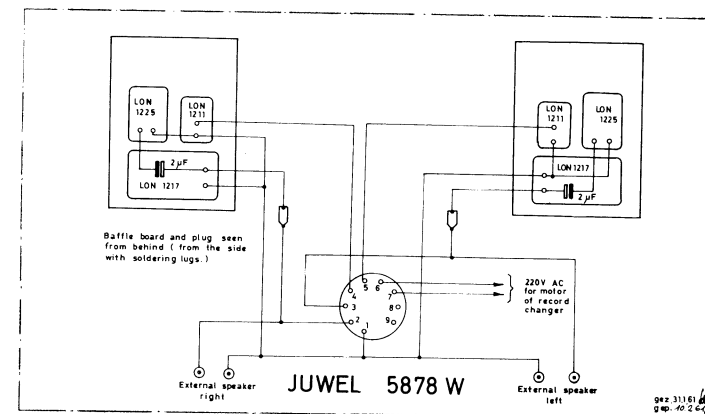 LON
1225
LON
1211
2 µF
LON 1217
LON
1211
LON
1225
LON 1217
2 µF
Baffle board and plug seen
from behind ( from the side
with soldering lugs.)
4
5
6
7
3
8
2
1
9
220V AC
for motor
of record
changer
External speaker
right
JUWEL 5878 W
External speaker
left
gez. 31.1.61
gep. 10.2.61